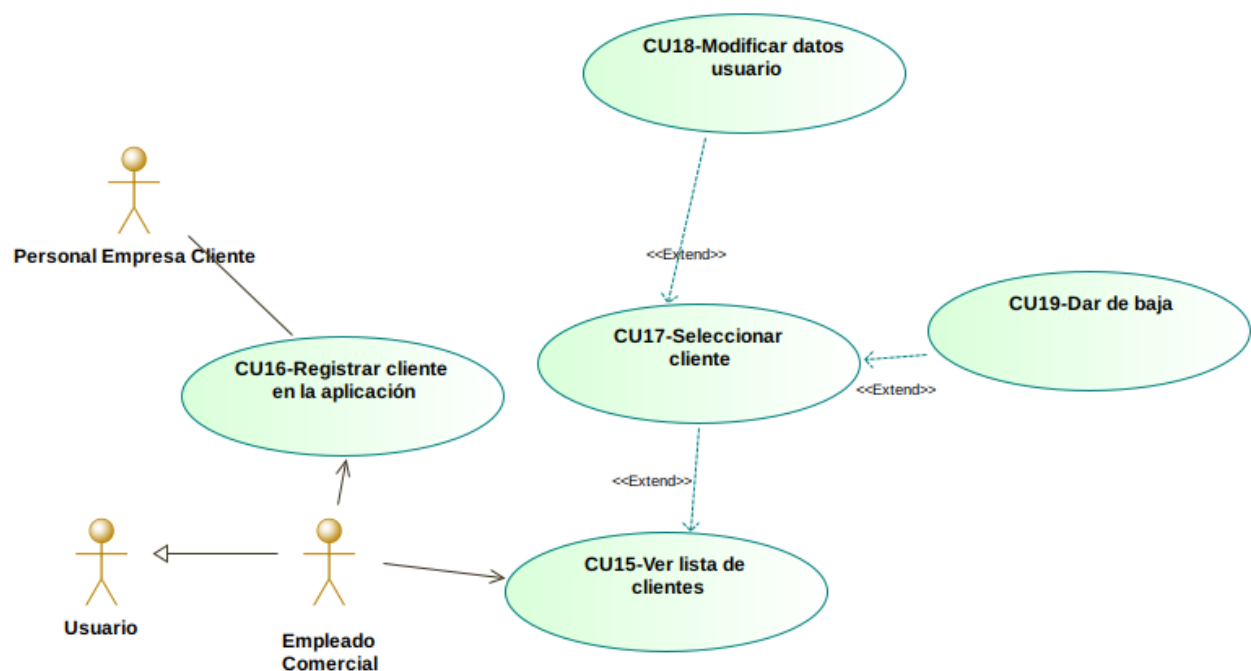 CU18-Modificar datos
usuario
Personal Empresa Cliente
<<Extend>>
CU19-Dar de baja
CU17-Seleccionar
cliente
CU16-Registrar cliente
en la aplicación
<<Extend>>
<<Extend>>
CU15-Ver lista de
clientes
Usuario
Empleado
Comercial